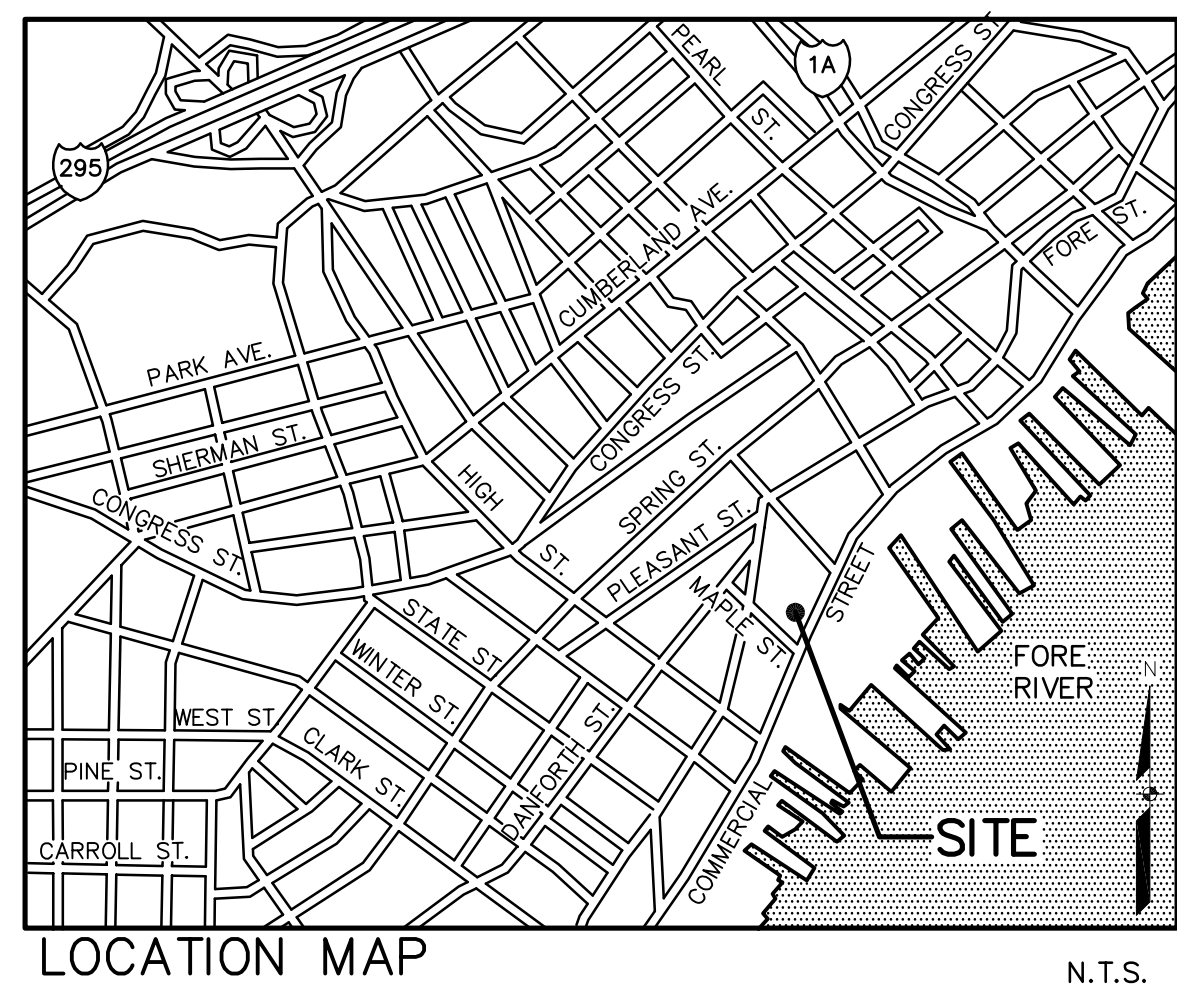 PEARL
ST.
1A
CONGRESS ST.
295
CUMBERLAND AVE.
FORE ST.
PARK AVE.
SHERMAN ST.
CONGRESS ST.
CONGRESS ST.
HIGH
ST.
SPRING ST.
PLEASANT ST.
MAPLE ST.
STREET
STATE ST
WINTER ST.
FORE
RIVER
N
WEST ST
PINE ST.
CLARK ST.
DANFORTH ST.
COMMERCIAL
SITE
CARROLL ST.
LOCATION MAP
N.T.S.